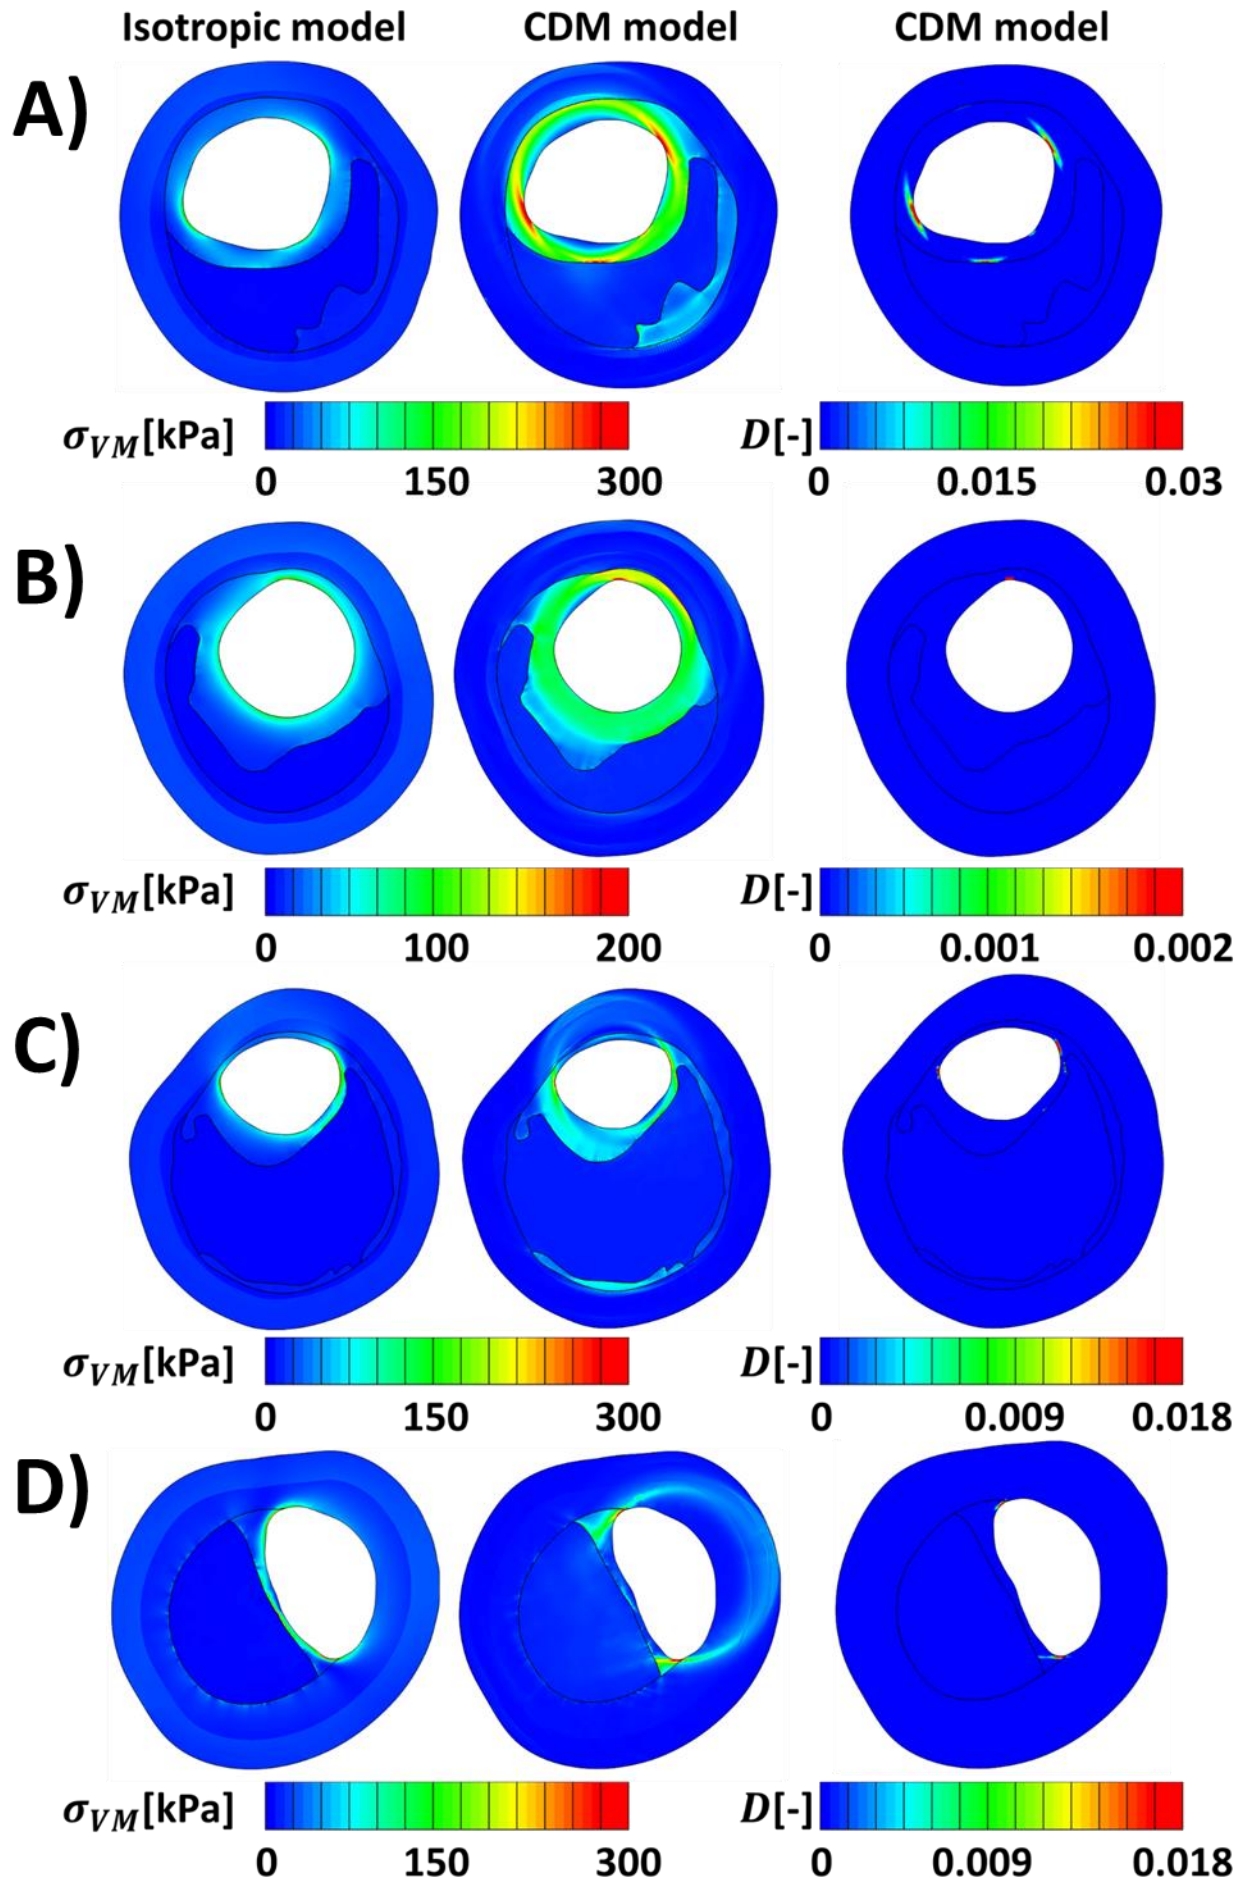 Isotropic model CDM model CDM model
A)
σVM[kPa] D[-]
0 150 300 0 0.015 0.03
B)
σVM[kPa] D[-]
0 100 200 0 0.001 0.002
C)
σVM[kPa] D[-]
0 150 300 0 0.009 0.018
D)
σVM[kPa] D[-]
0 150 300 0 0.009 0.018